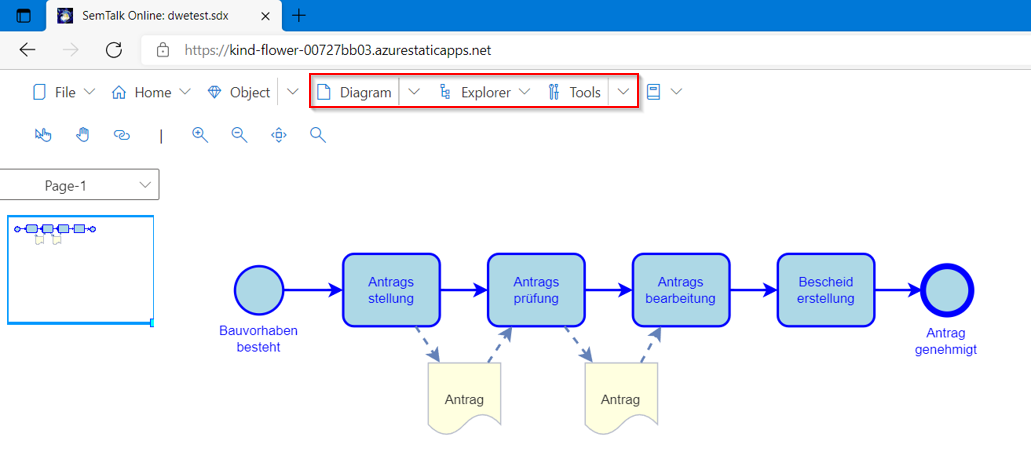 SemTalk Online: dwetest.sdx
https://kind-flower-00727bb03.azurestaticapps.net
File Home Object Diagram Explorer Tools
Page-1
Bauvorhaben
besteht
Antrags
stellung
Antrags
prüfung
Antrags
bearbeitung
Bescheid
erstellung
Antrag
genehmigt
Antrag
Antrag